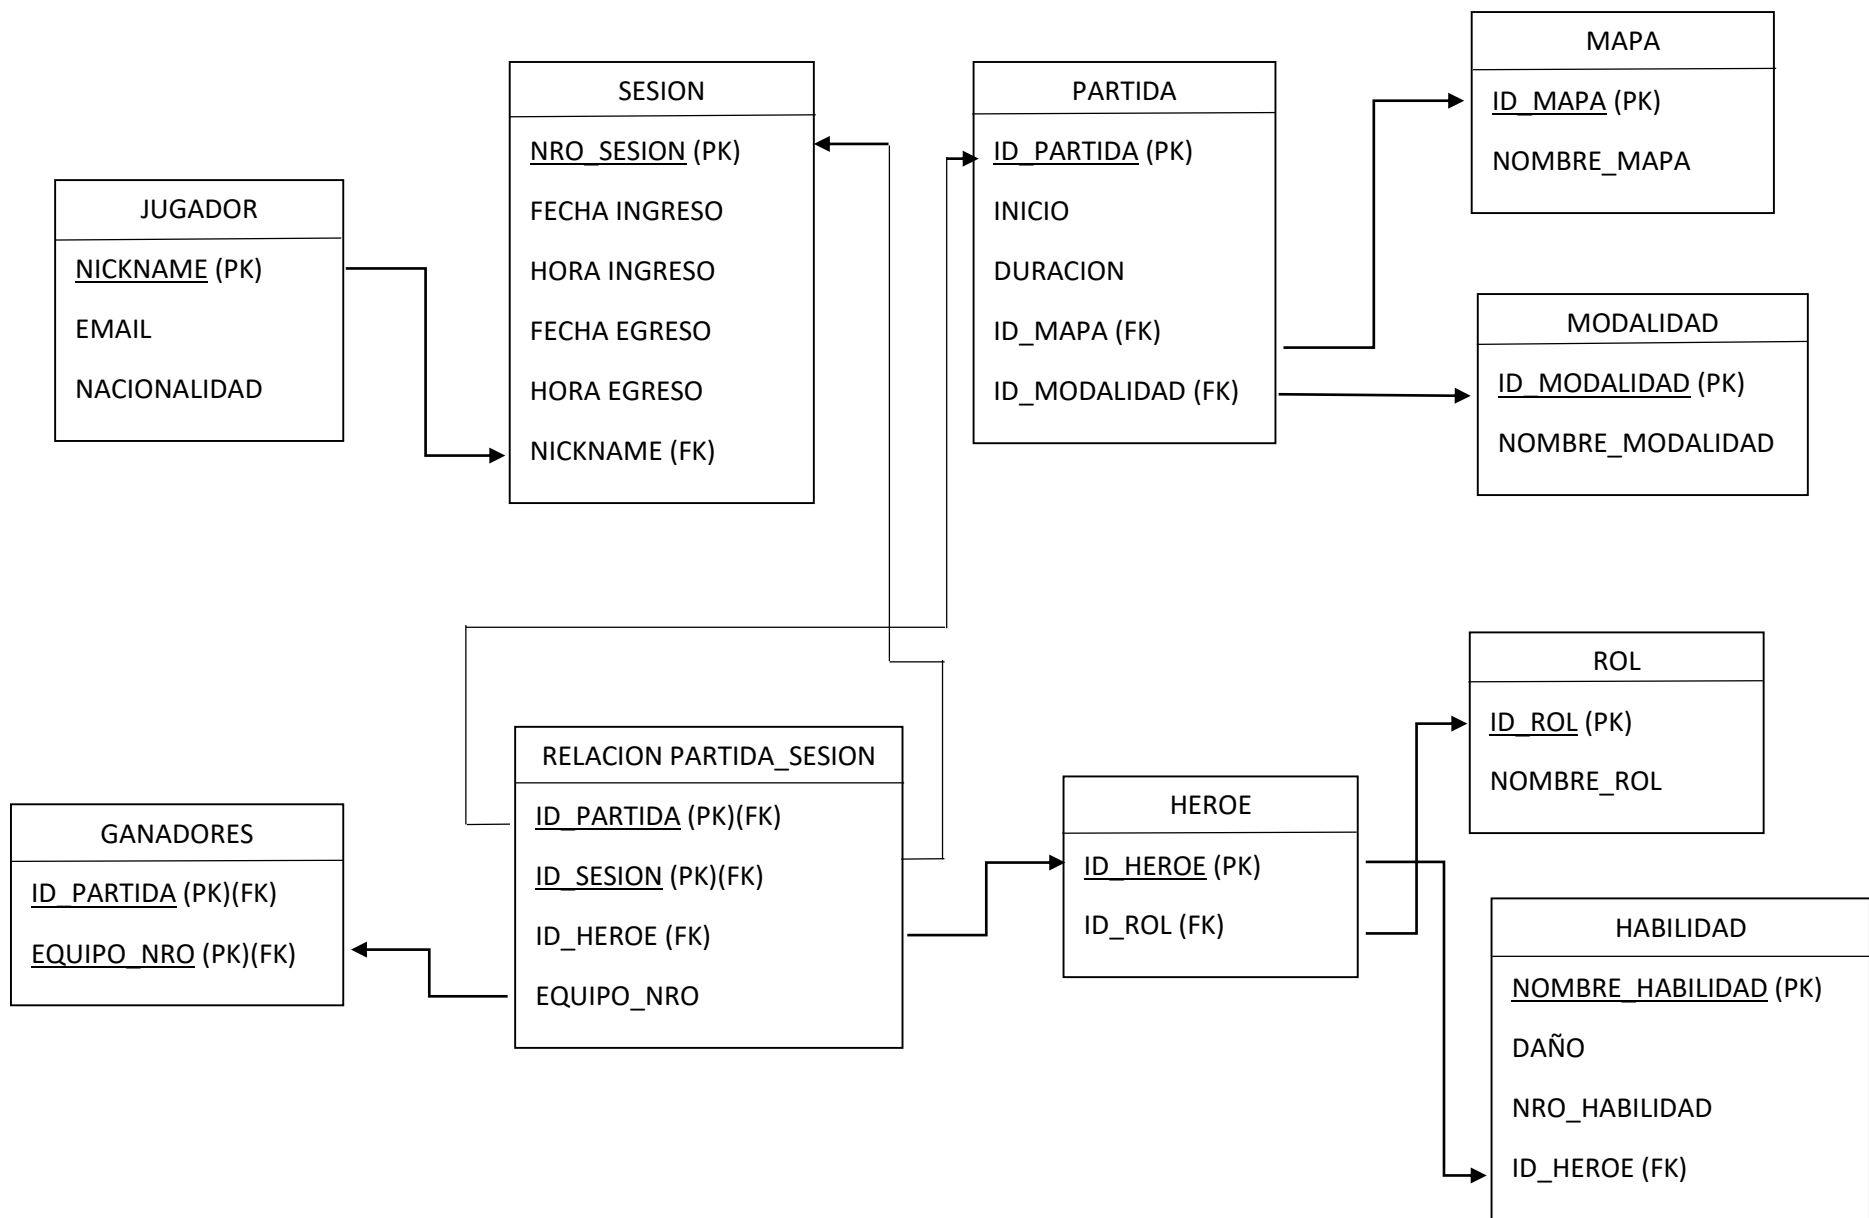 JUGADOR
NICKNAME (PK)
EMAIL
NACIONALIDAD
SESION
NRO_SESION (PK)
FECHA INGRESO
HORA INGRESO
FECHA EGRESO
HORA EGRESO
NICKNAME (FK)
PARTIDA
ID_PARTIDA (PK)
INICIO
DURACION
ID_MAPA (FK)
ID_MODALIDAD (FK)
MAPA
ID_MAPA (PK)
NOMBRE_MAPA
MODALIDAD
ID_MODALIDAD (PK)
NOMBRE_MODALIDAD
GANADORES
ID_PARTIDA (PK)(FK)
EQUIPO_NRO (PK)(FK)
RELACION PARTIDA_SESION
ID_PARTIDA (PK)(FK)
ID_SESION (PK)(FK)
ID_HEROE (FK)
EQUIPO_NRO
HEROE
ID_HEROE (PK)
ID_ROL (FK)
ROL
ID_ROL (PK)
NOMBRE_ROL
HABILIDAD
NOMBRE_HABILIDAD (PK)
DAÑO
NRO_HABILIDAD
ID_HEROE (FK)